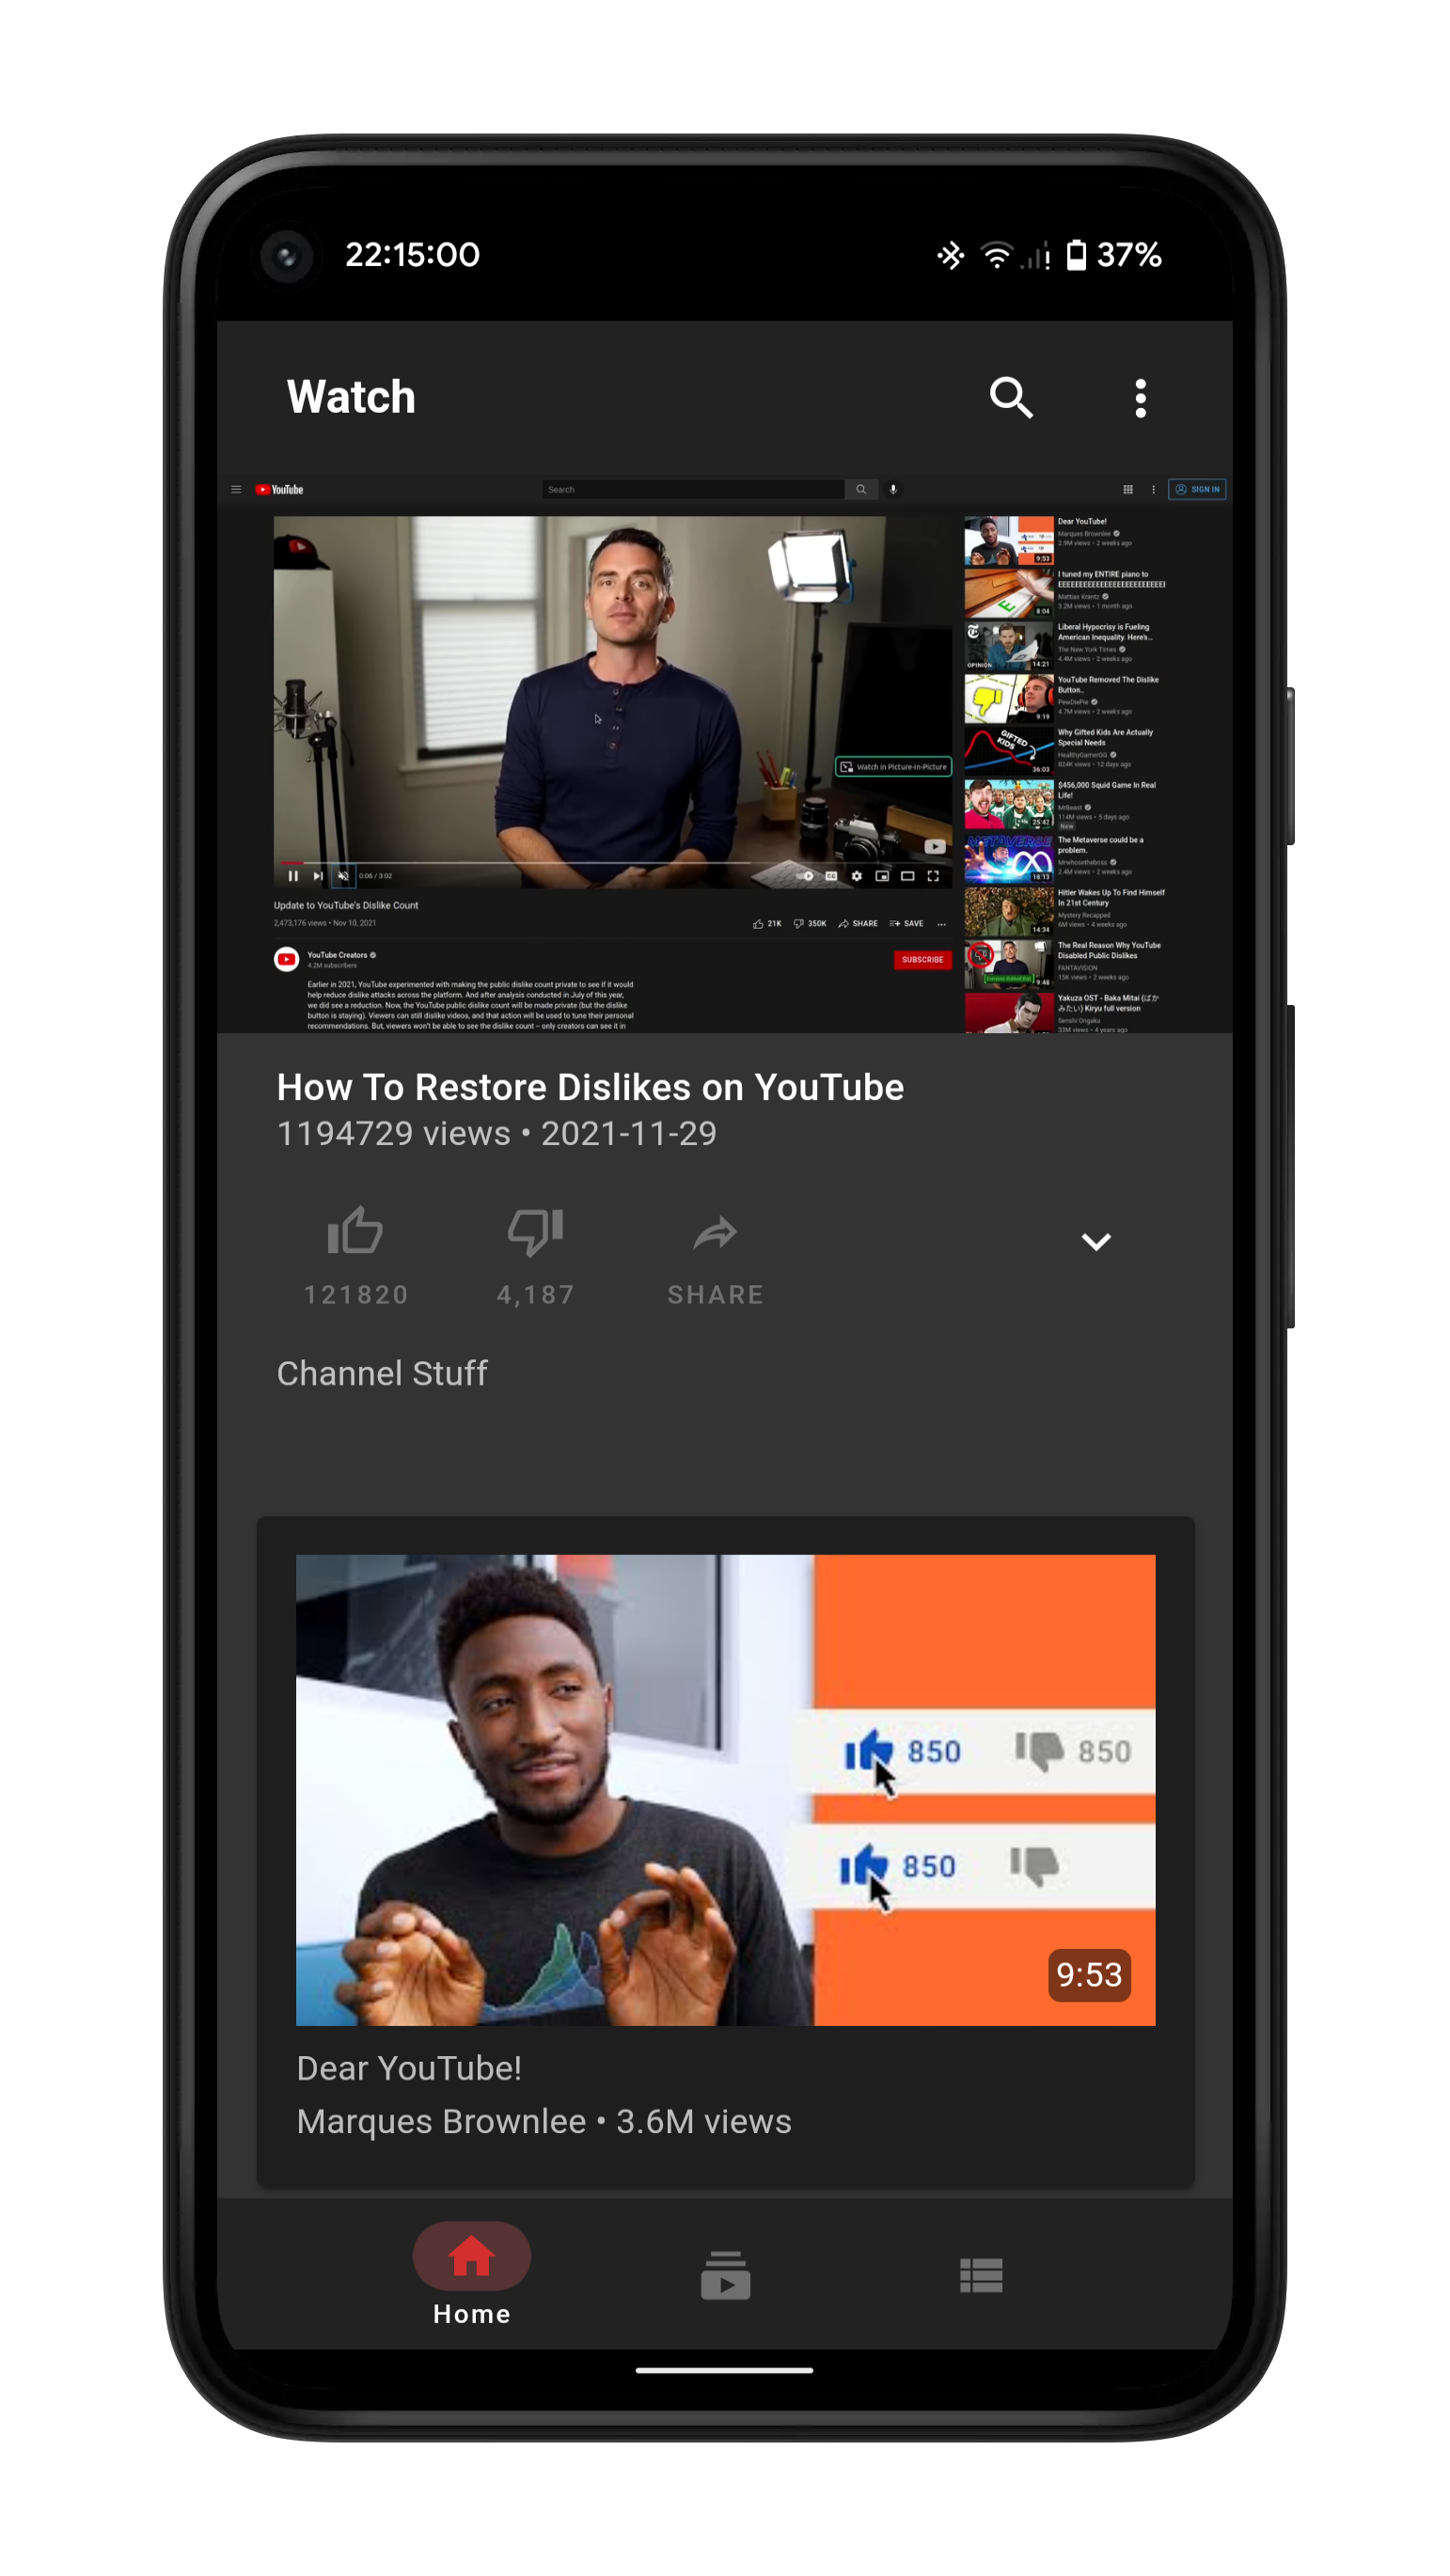 22:15:00
37%
Watch
YouTube
Search
SIGN IN
Watch in Picture-in-Picture
0:06 / 3:02
Update to YouTube's Dislike Count
2,473,176 views • Nov 10, 2021
21K
350K
SHARE
SAVE
YouTube Creators
4.2M subscribers
SUBSCRIBE
Earlier in 2021, YouTube experimented with making the public dislike count private to see if it would
help reduce dislike attacks across the platform. And after analysis conducted in July of this year,
we did see a reduction. Now, the YouTube public dislike count will be made private (but the dislike
button is staying). Viewers can still dislike videos, and that action will be used to tune their personal
recommendations. But, viewers won't be able to see the dislike count – only creators can see it in
9:53
Dear YouTube!
Marques Brownlee
2.9M views • 2 weeks ago
E
8:04
I tuned my ENTIRE piano to
Mattias Krantz
3.2M views • 1 month ago
OPINION
14:21
Liberal Hypocrisy is Fueling
American Inequality. Here's...
The New York Times
4.4M views • 2 weeks ago
9:19
YouTube Removed The Dislike
Button..
PewDiePie
4.7M views • 2 weeks ago
GIFTED
KIDS
36:03
Why Gifted Kids Are Actually
Special Needs
HealthyGamerGG
824K views • 12 days ago
25:42
$456,000 Squid Game In Real
Life!
MrBeast
114M views • 5 days ago
New
METAVERSE
18:13
The Metaverse could be a
problem.
Mrwhosetheboss
2.4M views • 2 weeks ago
14:34
Hitler Wakes Up To Find Himself
In 21st Century
Mystery Recapped
6M views • 4 weeks ago
9:48
The Real Reason Why YouTube
Disabled Public Dislikes
FANTAVISION
15K views • 2 weeks ago
Yakuza OST - Baka Mitai (ばか
みたい) Kiryu full version
Senshi Ongaku
33M views • 4 years ago
How To Restore Dislikes on YouTube
1194729 views • 2021-11-29
121820
4,187
SHARE
Channel Stuff
850
850
850
9:53
Dear YouTube!
Marques Brownlee • 3.6M views
Home